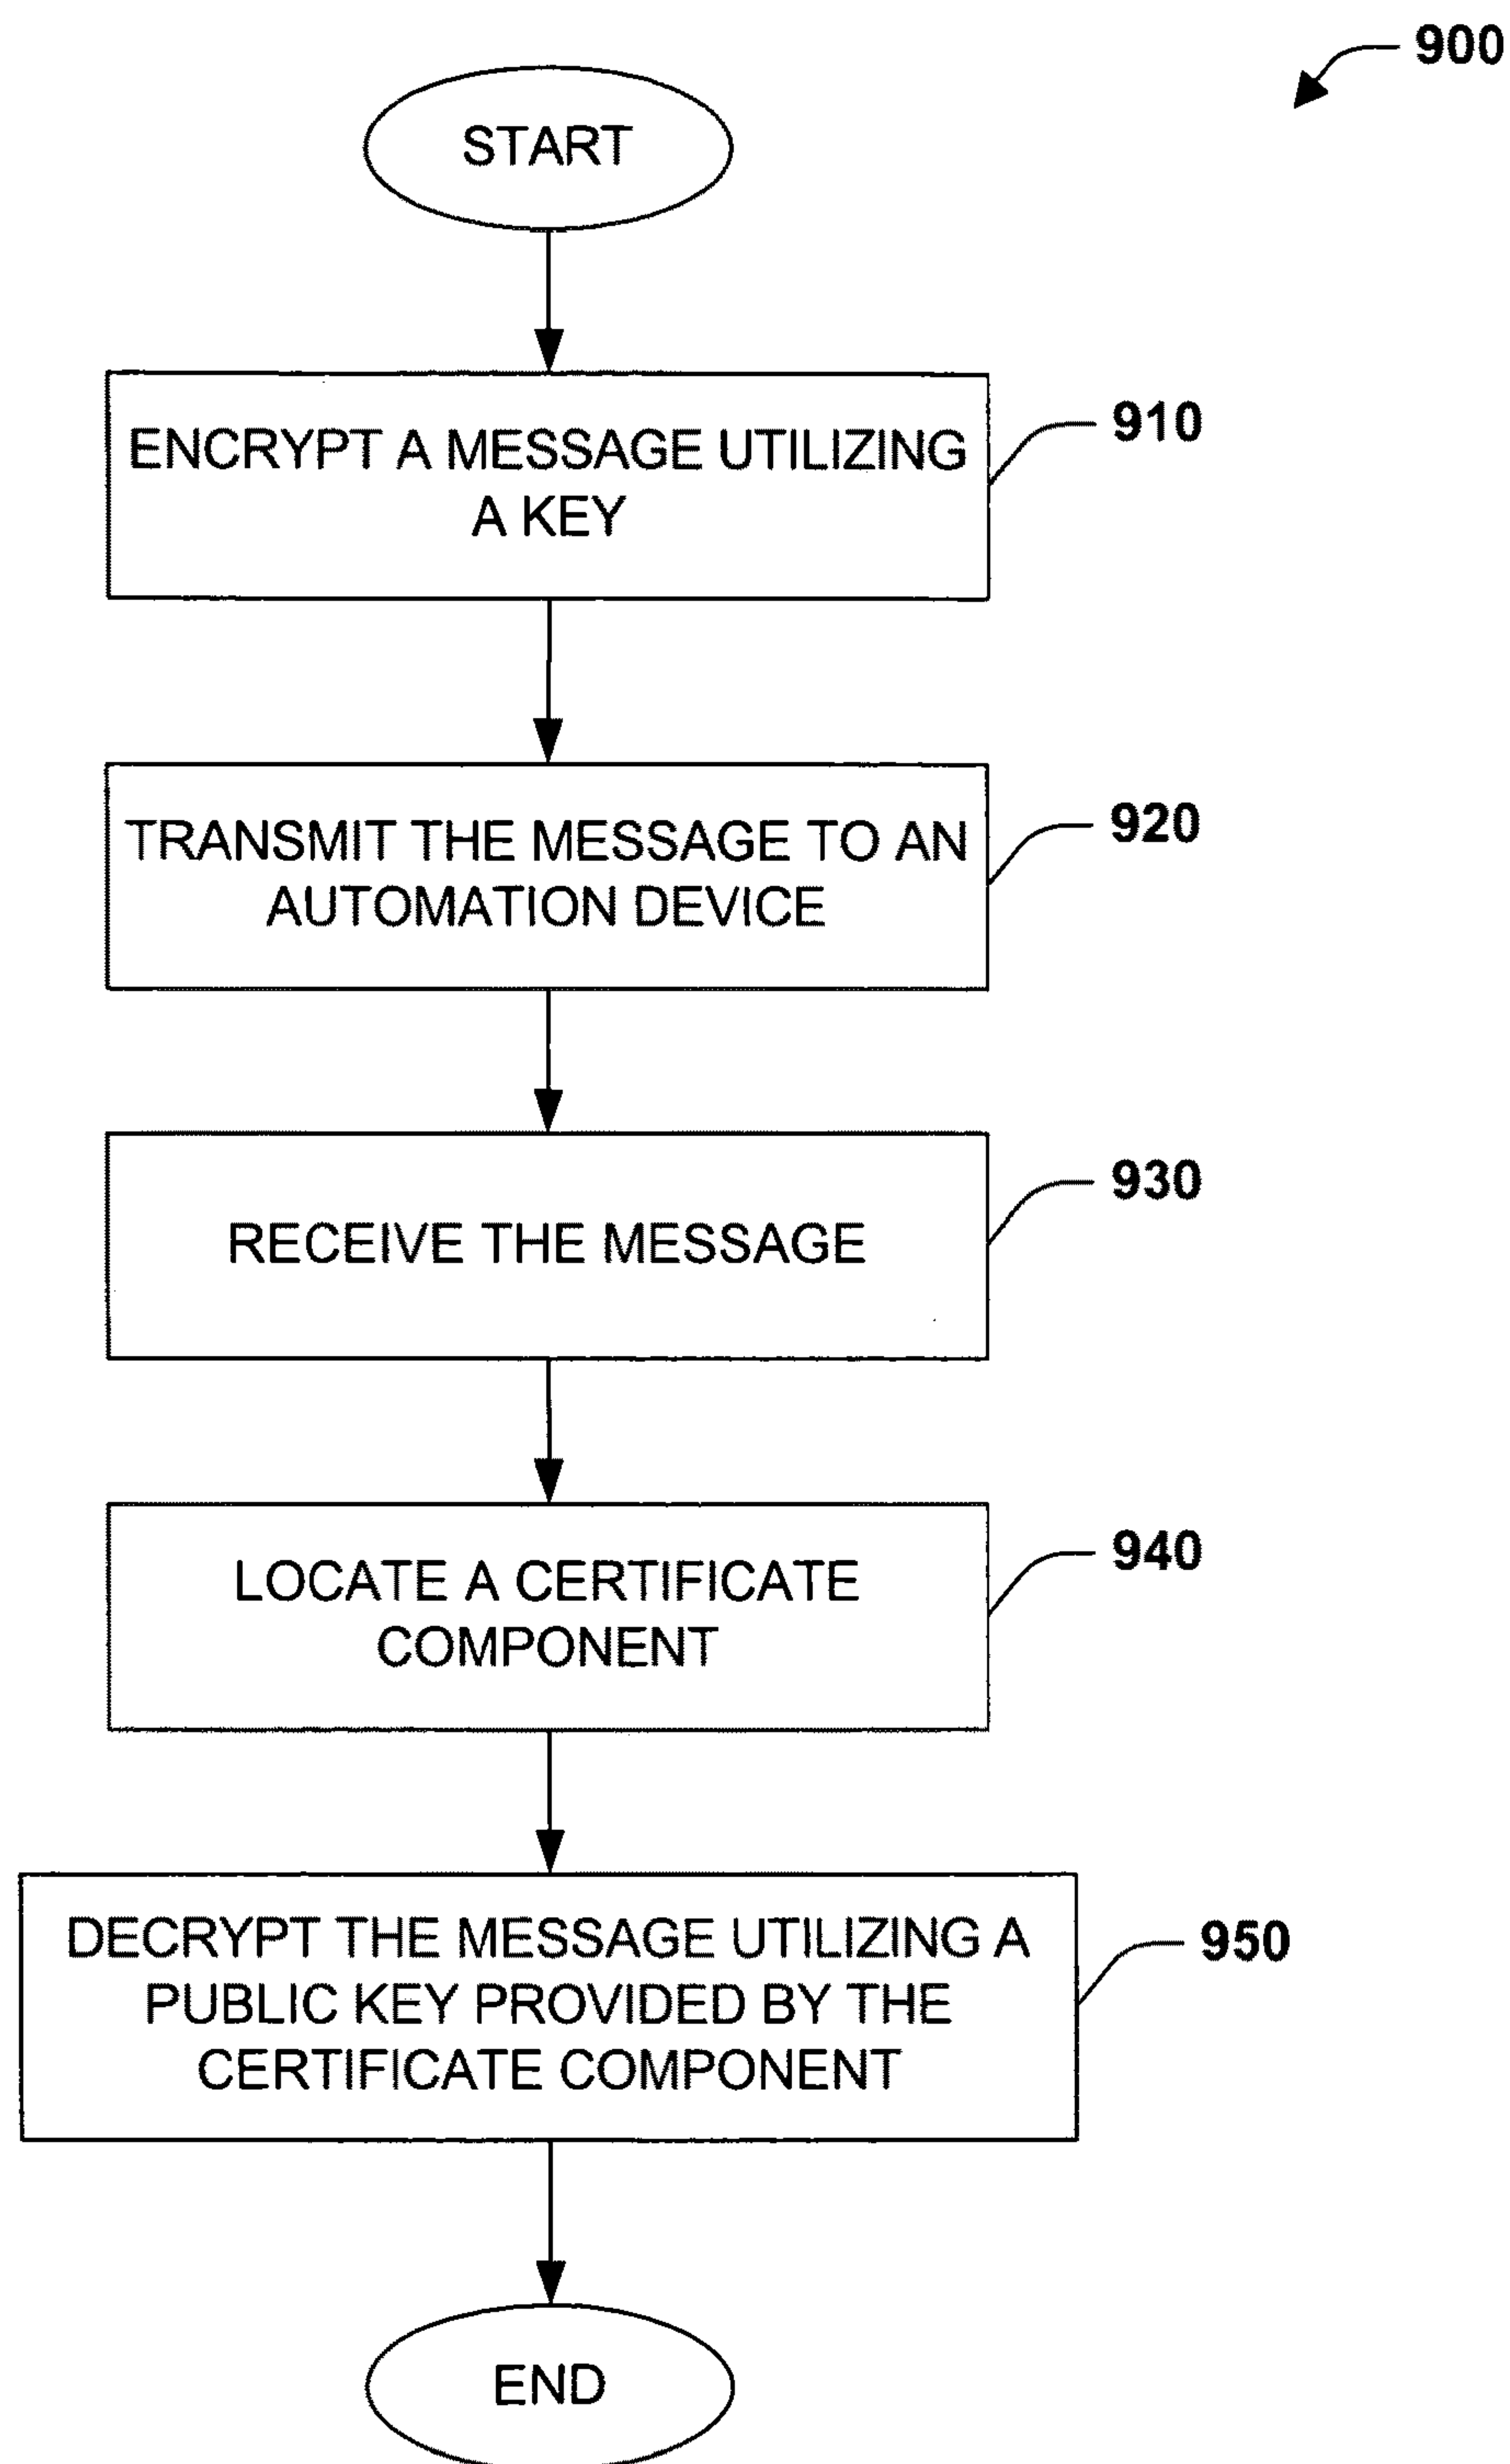 900
START
ENCRYPT A MESSAGE UTILIZING
A KEY
910
TRANSMIT THE MESSAGE TO AN
AUTOMATION DEVICE
920
RECEIVE THE MESSAGE
930
LOCATE A CERTIFICATE
COMPONENT
940
DECRYPT THE MESSAGE UTILIZING A
PUBLIC KEY PROVIDED BY THE
CERTIFICATE COMPONENT
950
END